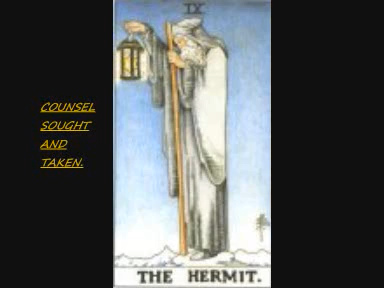 IX
COUNSEL
SOUGHT
AND
TAKEN.
THE HERMIT.